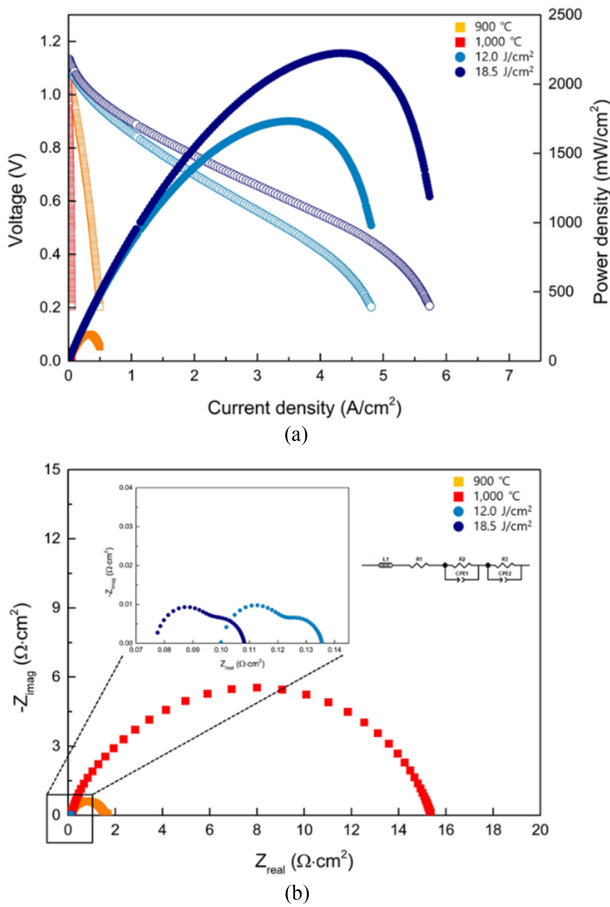 900 ℃
1,000 ℃
12.0 J/cm²
18.5 J/cm²
Voltage (V)
1.2
1.0
0.8
0.6
0.4
0.2
0.0
Power density (mW/cm²)
2500
2000
1500
1000
500
0
0 1 2 3 4 5 6 7
Current density (A/cm²)
(a)
900 ℃
1,000 ℃
12.0 J/cm²
18.5 J/cm²
L1 R1 R2 R3
CPE1 CPE2
-Zimag (Ω·cm²)
0.04
0.03
0.02
0.01
0.00
0.07 0.08 0.09 0.10 0.11 0.12 0.13 0.14
Zreal (Ω·cm²)
-Zimag (Ω·cm²)
15
12
9
6
3
0
0 2 4 6 8 10 12 14 16 18 20
Zreal (Ω·cm²)
(b)